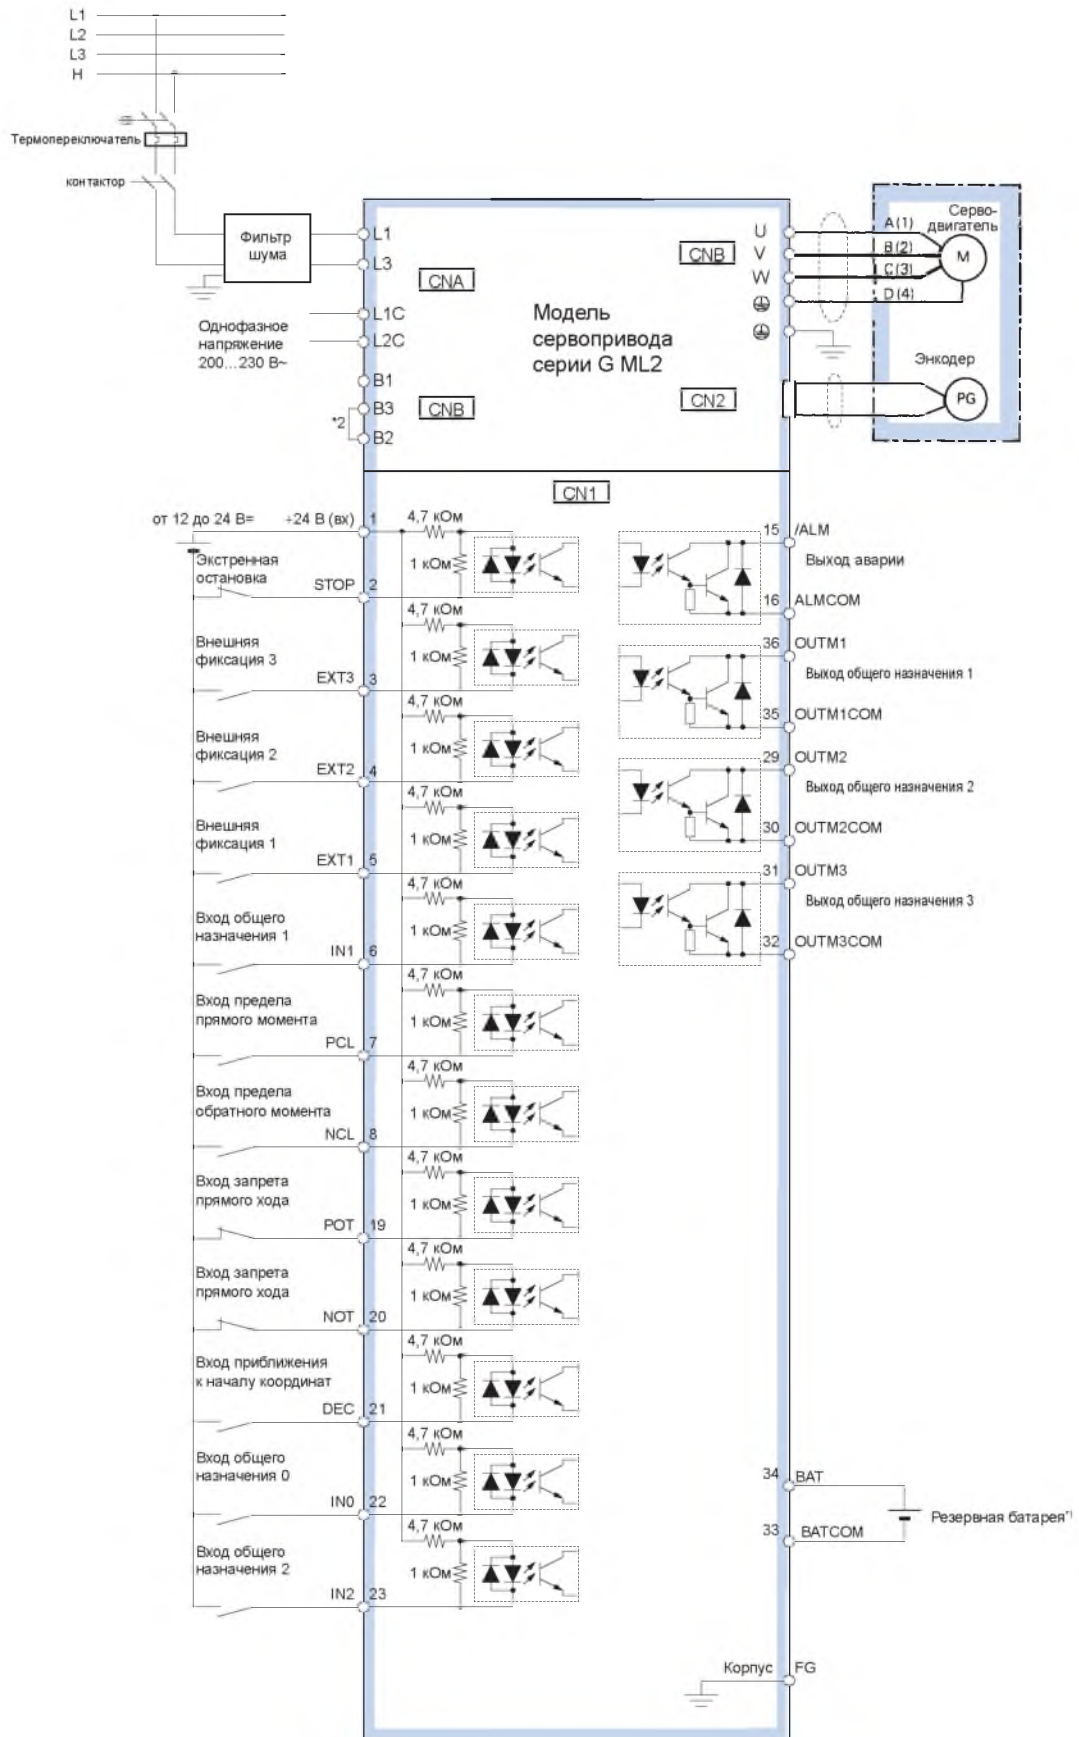 L1
L2
L3
Н
Термопереключатель
контактор
Фильтр
шума
L1
L3
CNA
L1C
L2C
Однофазное
напряжение
200...230 В~
B1
B3
B2
*2
CNB
Модель
сервопривода
серии G ML2
CNB
U
V
W
CN2
A(1)
B(2)
C(3)
D(4)
Серво-
двигатель
M
Энкодер
PG
CN1
от 12 до 24 В=
+24 В (вх)
1
4,7 кОм
1 кОм
Экстренная
остановка
STOP
2
4,7 кОм
1 кОм
Внешняя
фиксация 3
EXT3
3
4,7 кОм
1 кОм
Внешняя
фиксация 2
EXT2
4
4,7 кОм
1 кОм
Внешняя
фиксация 1
EXT1
5
4,7 кОм
1 кОм
Вход общего
назначения 1
IN1
6
4,7 кОм
1 кОм
Вход предела
прямого момента
PCL
7
4,7 кОм
1 кОм
Вход предела
обратного момента
NCL
8
4,7 кОм
1 кОм
Вход запрета
прямого хода
POT
19
4,7 кОм
1 кОм
Вход запрета
прямого хода
NOT
20
4,7 кОм
1 кОм
Вход приближения
к началу координат
DEC
21
4,7 кОм
1 кОм
Вход общего
назначения 0
IN0
22
4,7 кОм
1 кОм
Вход общего
назначения 2
IN2
23
15
/ALM
Выход аварии
16
ALMCOM
36
OUTM1
Выход общего назначения 1
35
OUTM1COM
29
OUTM2
Выход общего назначения 2
30
OUTM2COM
31
OUTM3
Выход общего назначения 3
32
OUTM3COM
34
BAT
Резервная батарея*1
33
BATCOM
Корпус
FG